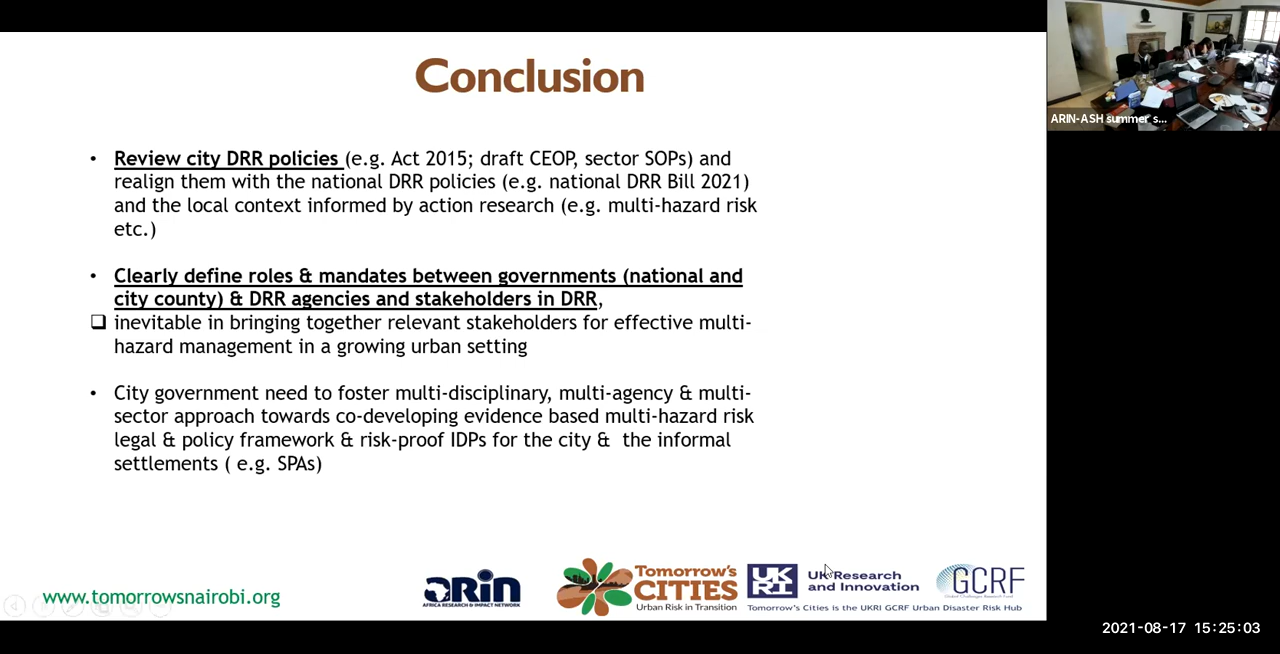 Conclusion
ARIN-ASH summer s...
• Review city DRR policies (e.g. Act 2015; draft CEOP, sector SOPs) and
realign them with the national DRR policies (e.g. national DRR Bill 2021)
and the local context informed by action research (e.g. multi-hazard risk
etc.)
• Clearly define roles & mandates between governments (national and
city county) & DRR agencies and stakeholders in DRR,
❑ inevitable in bringing together relevant stakeholders for effective multi-
hazard management in a growing urban setting
• City government need to foster multi-disciplinary, multi-agency & multi-
sector approach towards co-developing evidence based multi-hazard risk
legal & policy framework & risk-proof IDPs for the city & the informal
settlements ( e.g. SPAs)
www.tomorrowsnairobi.org
arin
AFRICA RESEARCH & IMPACT NETWORK
Tomorrow's
CITIES
Urban Risk in Transition
UKRI
UK Research
and Innovation
GCRF
Global Challenges Research Fund
Tomorrow's Cities is the UKRI GCRF Urban Disaster Risk Hub
2021-08-17 15:25:03